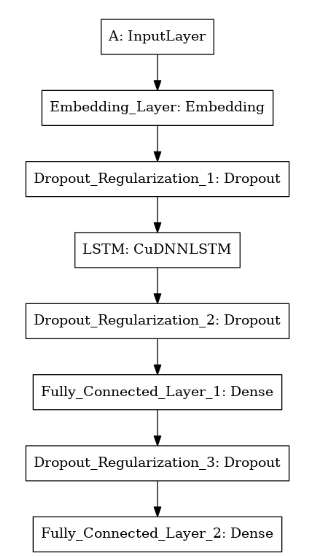 A: InputLayer
Embedding_Layer: Embedding
Dropout_Regularization_1: Dropout
LSTM: CuDNNLSTM
Dropout_Regularization_2: Dropout
Fully_Connected_Layer_1: Dense
Dropout_Regularization_3: Dropout
Fully_Connected_Layer_2: Dense